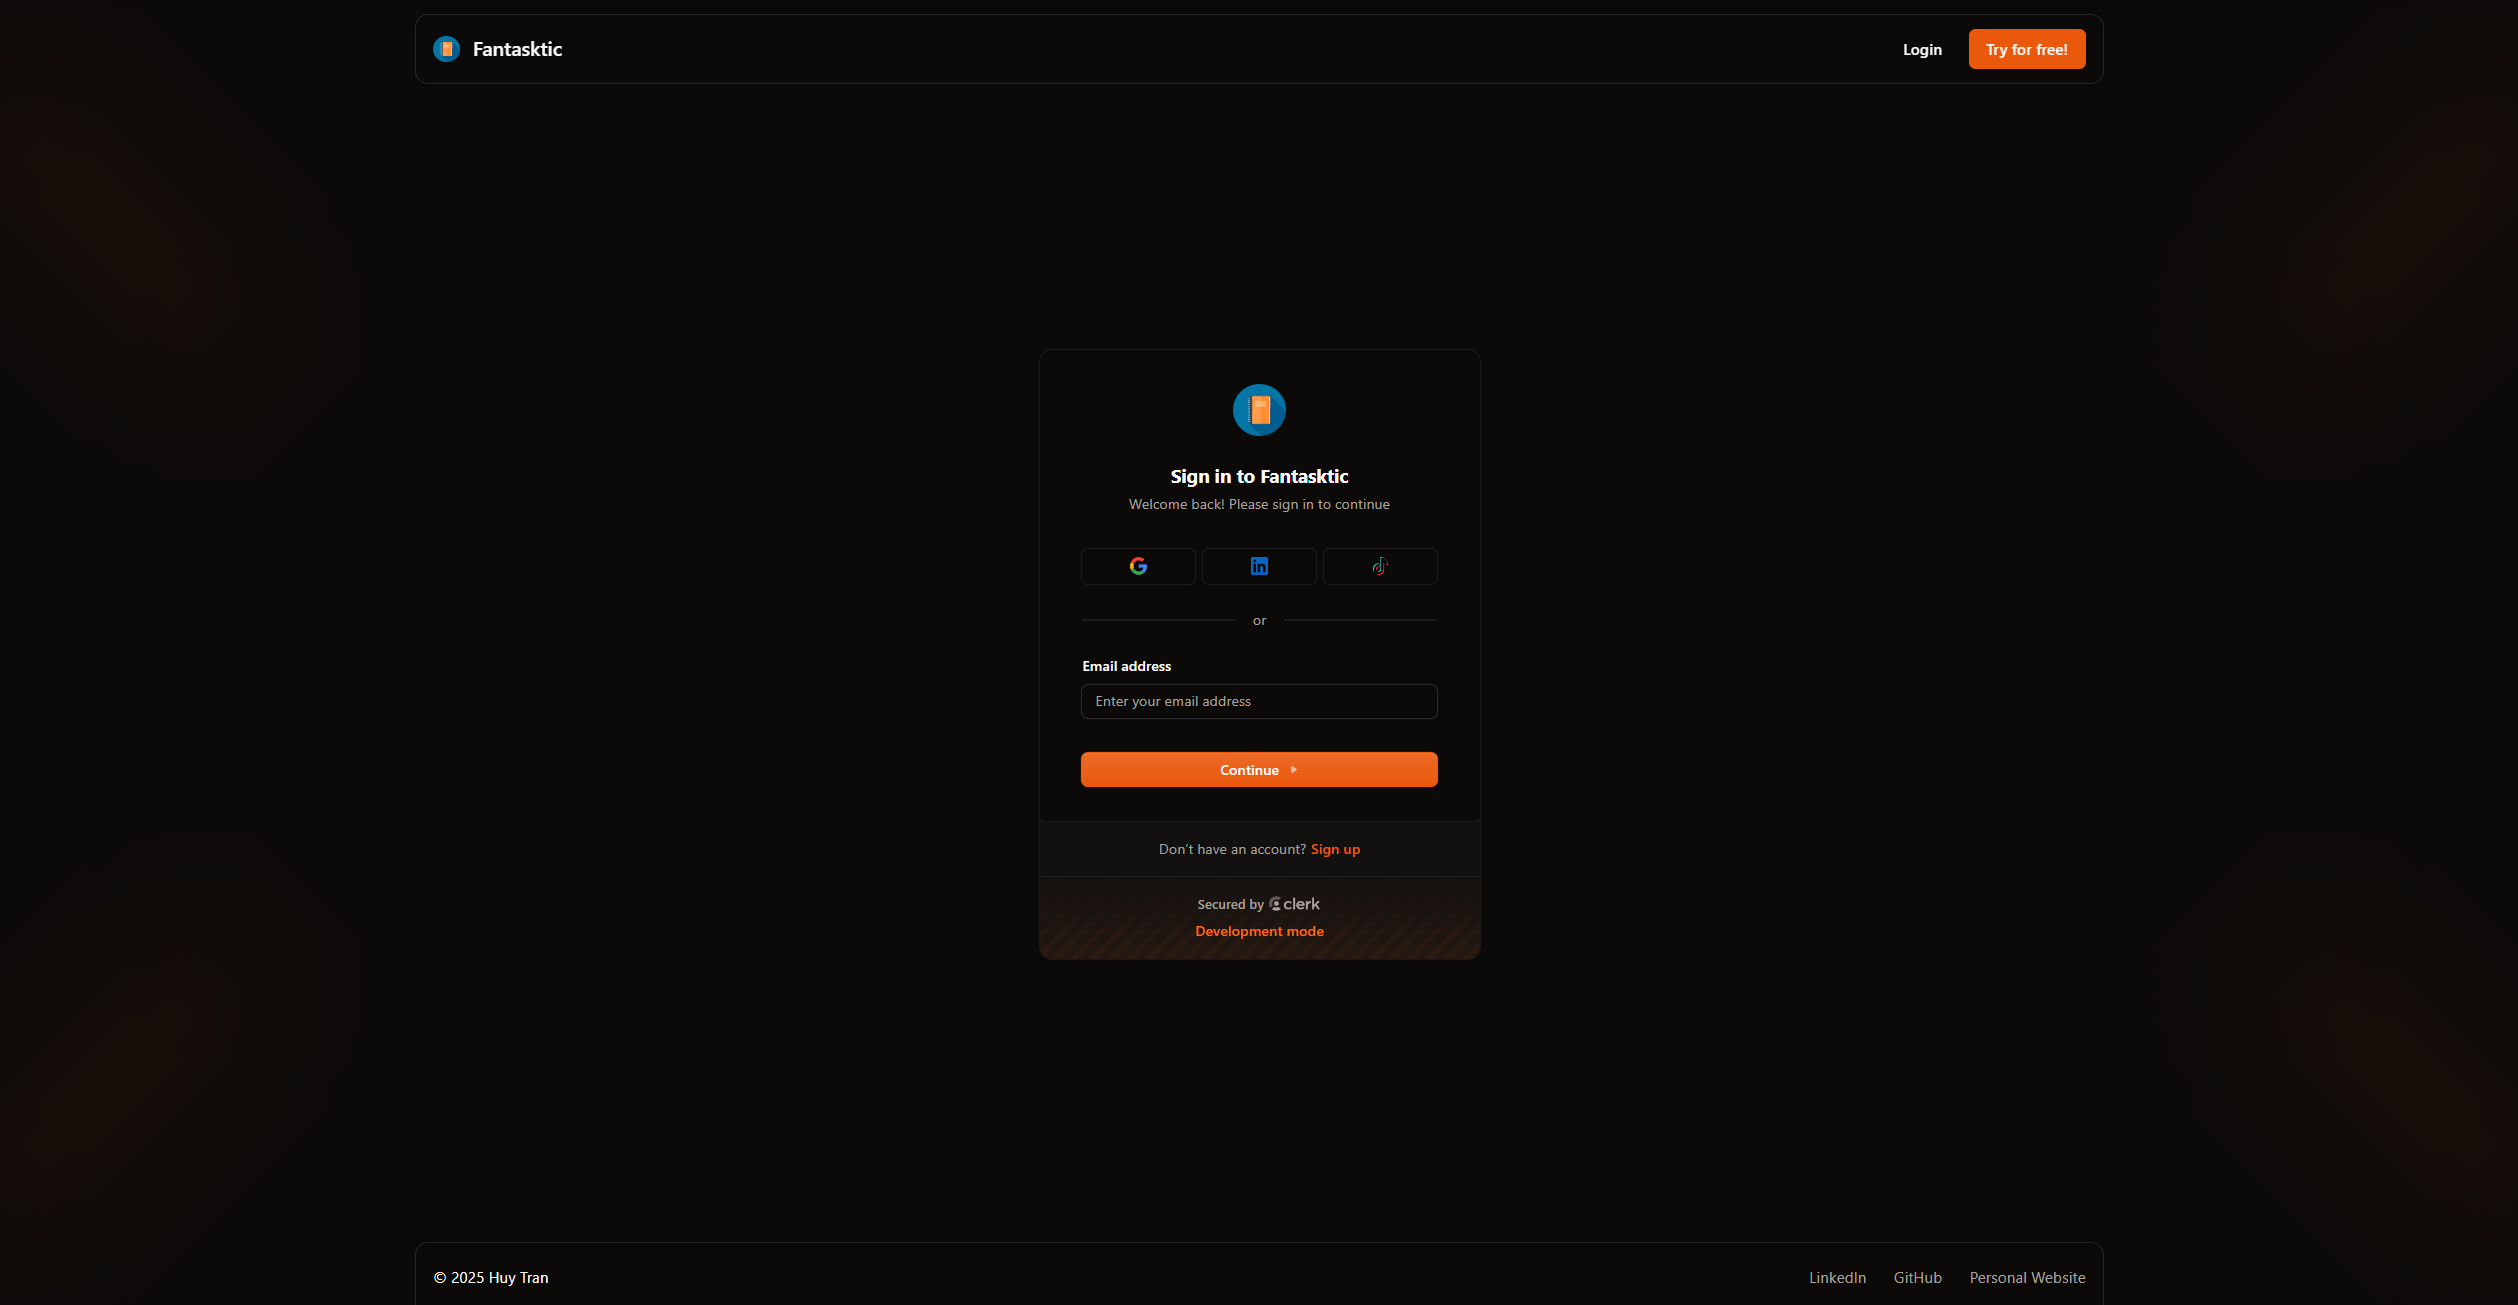 Fantasktic
Login
Try for free!
Sign in to Fantasktic
Welcome back! Please sign in to continue
or
Email address
Enter your email address
Continue
Don’t have an account? Sign up
Secured by clerk
Development mode
© 2025 Huy Tran
LinkedIn
GitHub
Personal Website